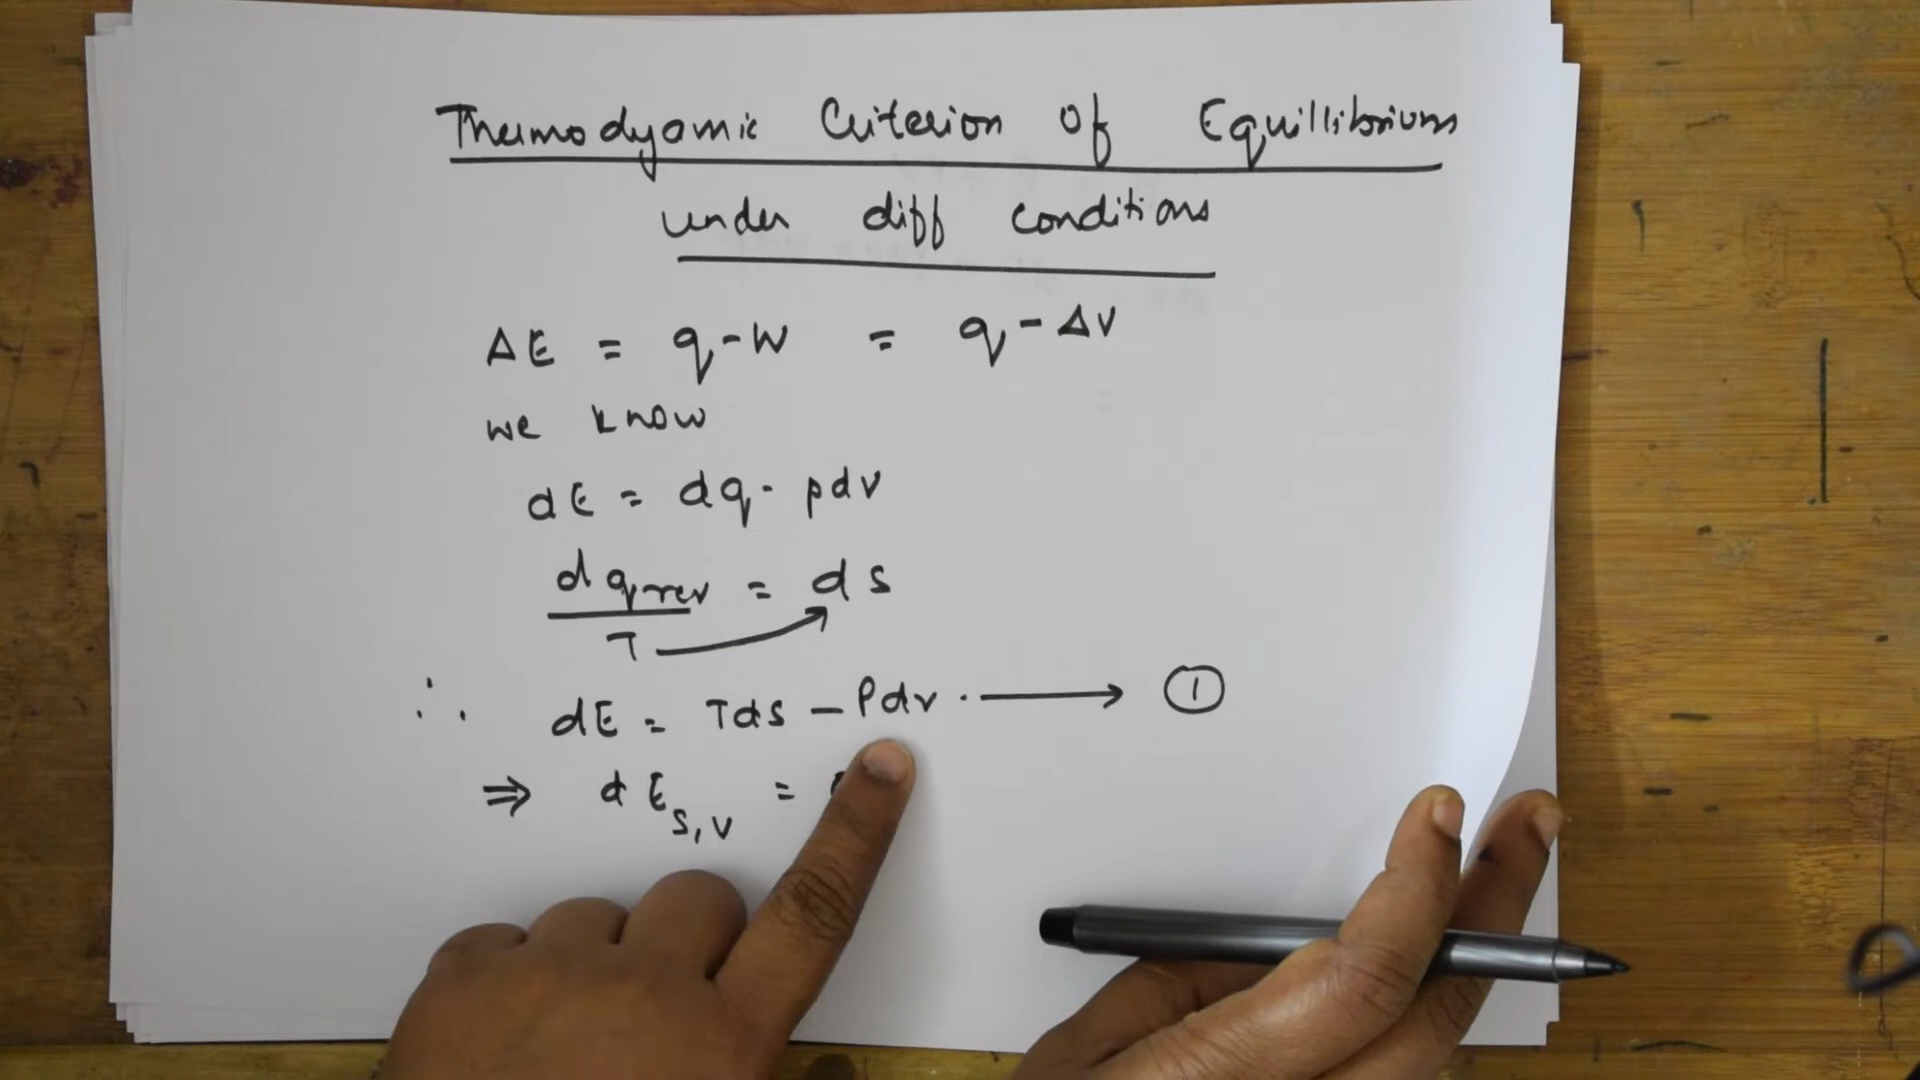 Thermodyamic Criterion Of Equillibrium
under diff conditions
ΔE = q-W = q-ΔV
we know
dE = dq - pdv
dqrev = ds
T
∴ dE = Tds - Pdv. ⟶ ①
⇒ dE S,V =